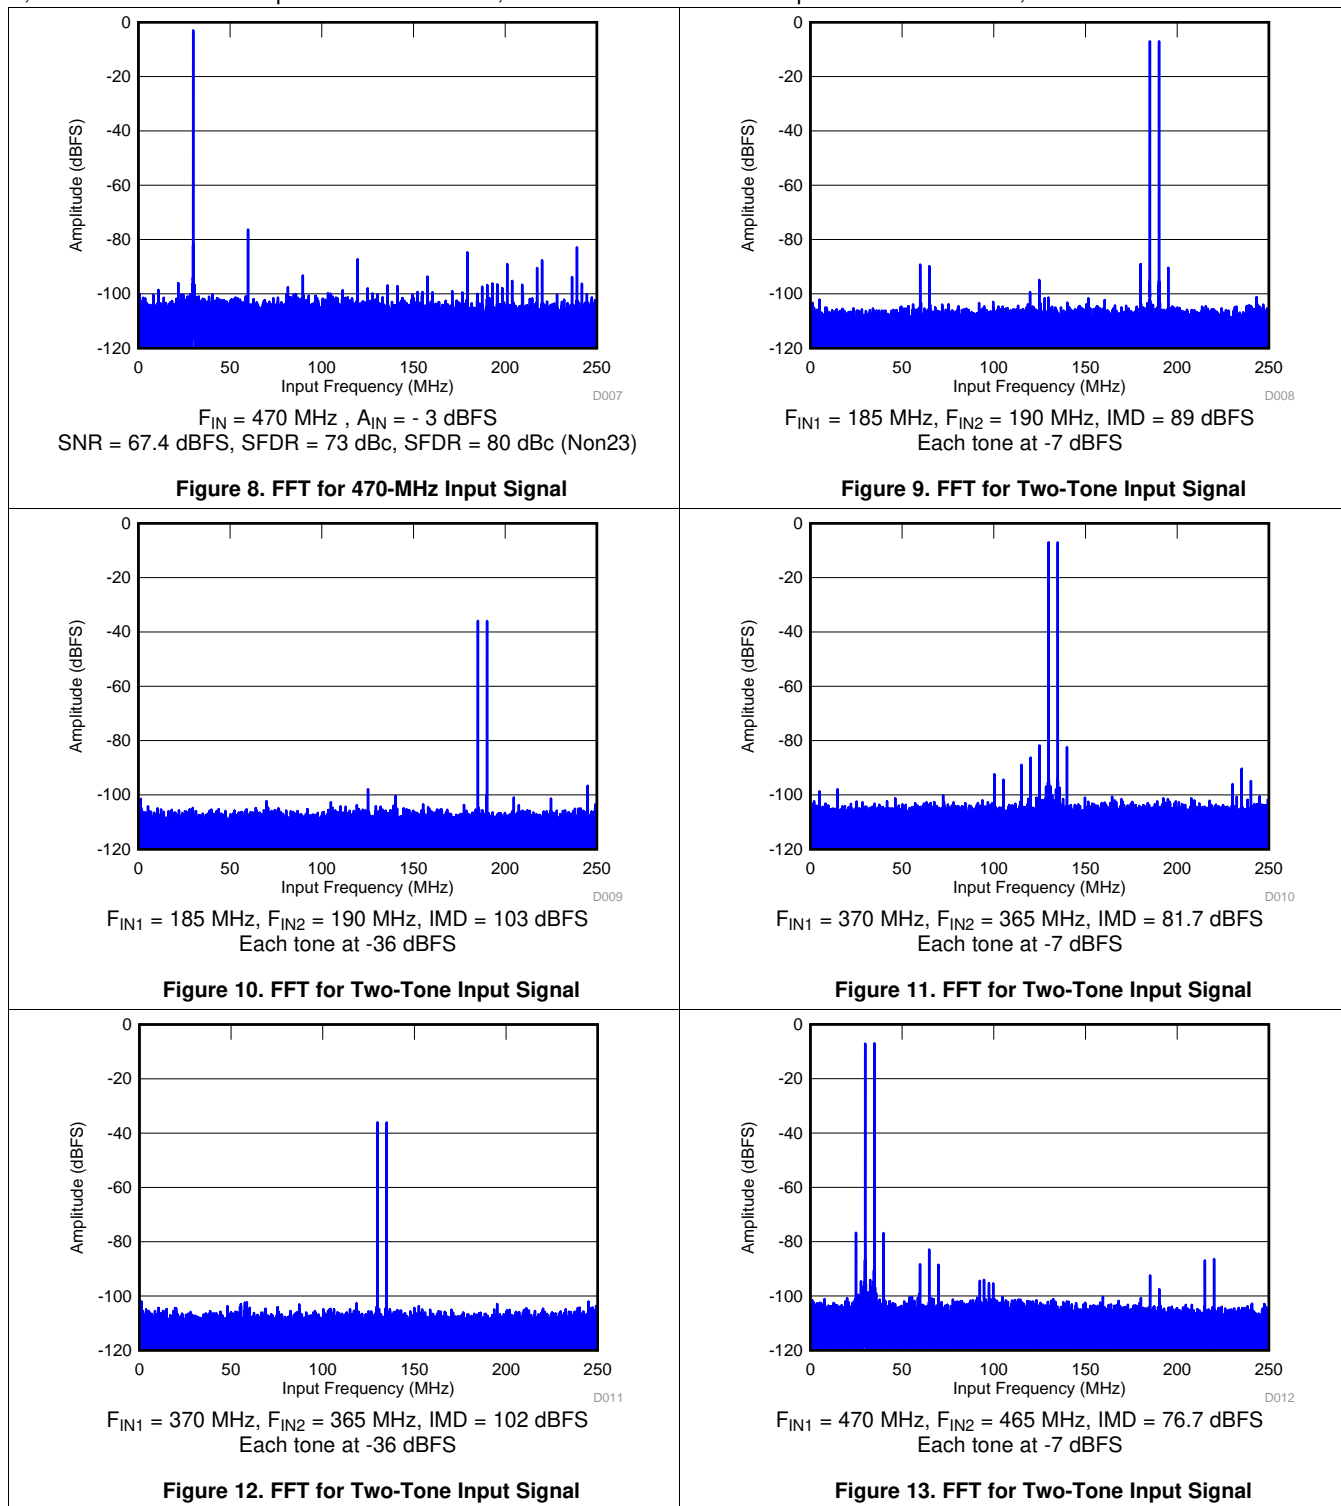 0
-20
-40
-60
-80
-100
-120
0 50 100 150 200 250
Amplitude (dBFS)
Input Frequency (MHz)
D007
FIN = 470 MHz , AIN = - 3 dBFS
SNR = 67.4 dBFS, SFDR = 73 dBc, SFDR = 80 dBc (Non23)
Figure 8. FFT for 470-MHz Input Signal
0
-20
-40
-60
-80
-100
-120
0 50 100 150 200 250
Amplitude (dBFS)
Input Frequency (MHz)
D008
FIN1 = 185 MHz, FIN2 = 190 MHz, IMD = 89 dBFS
Each tone at -7 dBFS
Figure 9. FFT for Two-Tone Input Signal
0
-20
-40
-60
-80
-100
-120
0 50 100 150 200 250
Amplitude (dBFS)
Input Frequency (MHz)
D009
FIN1 = 185 MHz, FIN2 = 190 MHz, IMD = 103 dBFS
Each tone at -36 dBFS
Figure 10. FFT for Two-Tone Input Signal
0
-20
-40
-60
-80
-100
-120
0 50 100 150 200 250
Amplitude (dBFS)
Input Frequency (MHz)
D010
FIN1 = 370 MHz, FIN2 = 365 MHz, IMD = 81.7 dBFS
Each tone at -7 dBFS
Figure 11. FFT for Two-Tone Input Signal
0
-20
-40
-60
-80
-100
-120
0 50 100 150 200 250
Amplitude (dBFS)
Input Frequency (MHz)
D011
FIN1 = 370 MHz, FIN2 = 365 MHz, IMD = 102 dBFS
Each tone at -36 dBFS
Figure 12. FFT for Two-Tone Input Signal
0
-20
-40
-60
-80
-100
-120
0 50 100 150 200 250
Amplitude (dBFS)
Input Frequency (MHz)
D012
FIN1 = 470 MHz, FIN2 = 465 MHz, IMD = 76.7 dBFS
Each tone at -7 dBFS
Figure 13. FFT for Two-Tone Input Signal